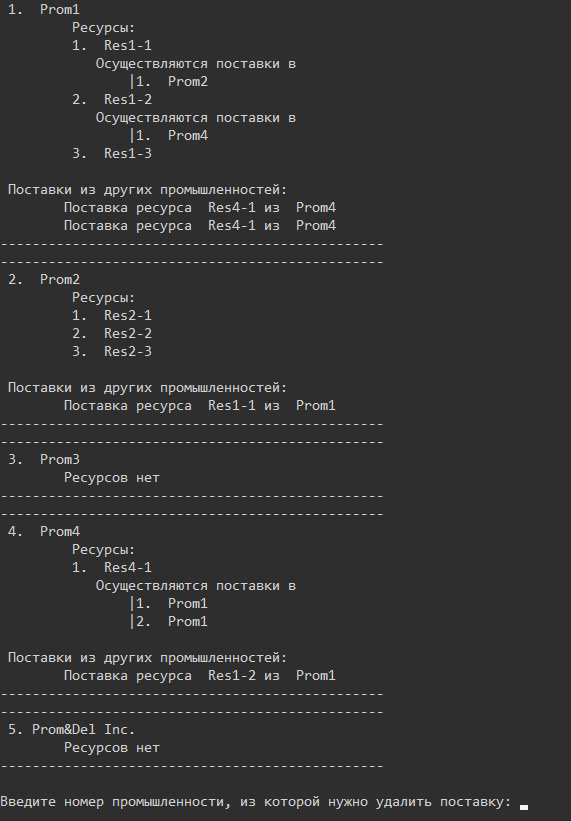 1.  Prom1
Ресурсы:
1.  Res1-1
Осуществляются поставки в
|1.  Prom2
2.  Res1-2
Осуществляются поставки в
|1.  Prom4
3.  Res1-3
Поставки из других промышленностей:
Поставка ресурса  Res4-1 из  Prom4
Поставка ресурса  Res4-1 из  Prom4
------------------------------------------------
------------------------------------------------
2.  Prom2
Ресурсы:
1.  Res2-1
2.  Res2-2
3.  Res2-3
Поставки из других промышленностей:
Поставка ресурса  Res1-1 из  Prom1
------------------------------------------------
------------------------------------------------
3.  Prom3
Ресурсов нет
------------------------------------------------
------------------------------------------------
4.  Prom4
Ресурсы:
1.  Res4-1
Осуществляются поставки в
|1.  Prom1
|2.  Prom1
Поставки из других промышленностей:
Поставка ресурса  Res1-2 из  Prom1
------------------------------------------------
------------------------------------------------
5. Prom&Del Inc.
Ресурсов нет
------------------------------------------------
Введите номер промышленности, из которой нужно удалить поставку: